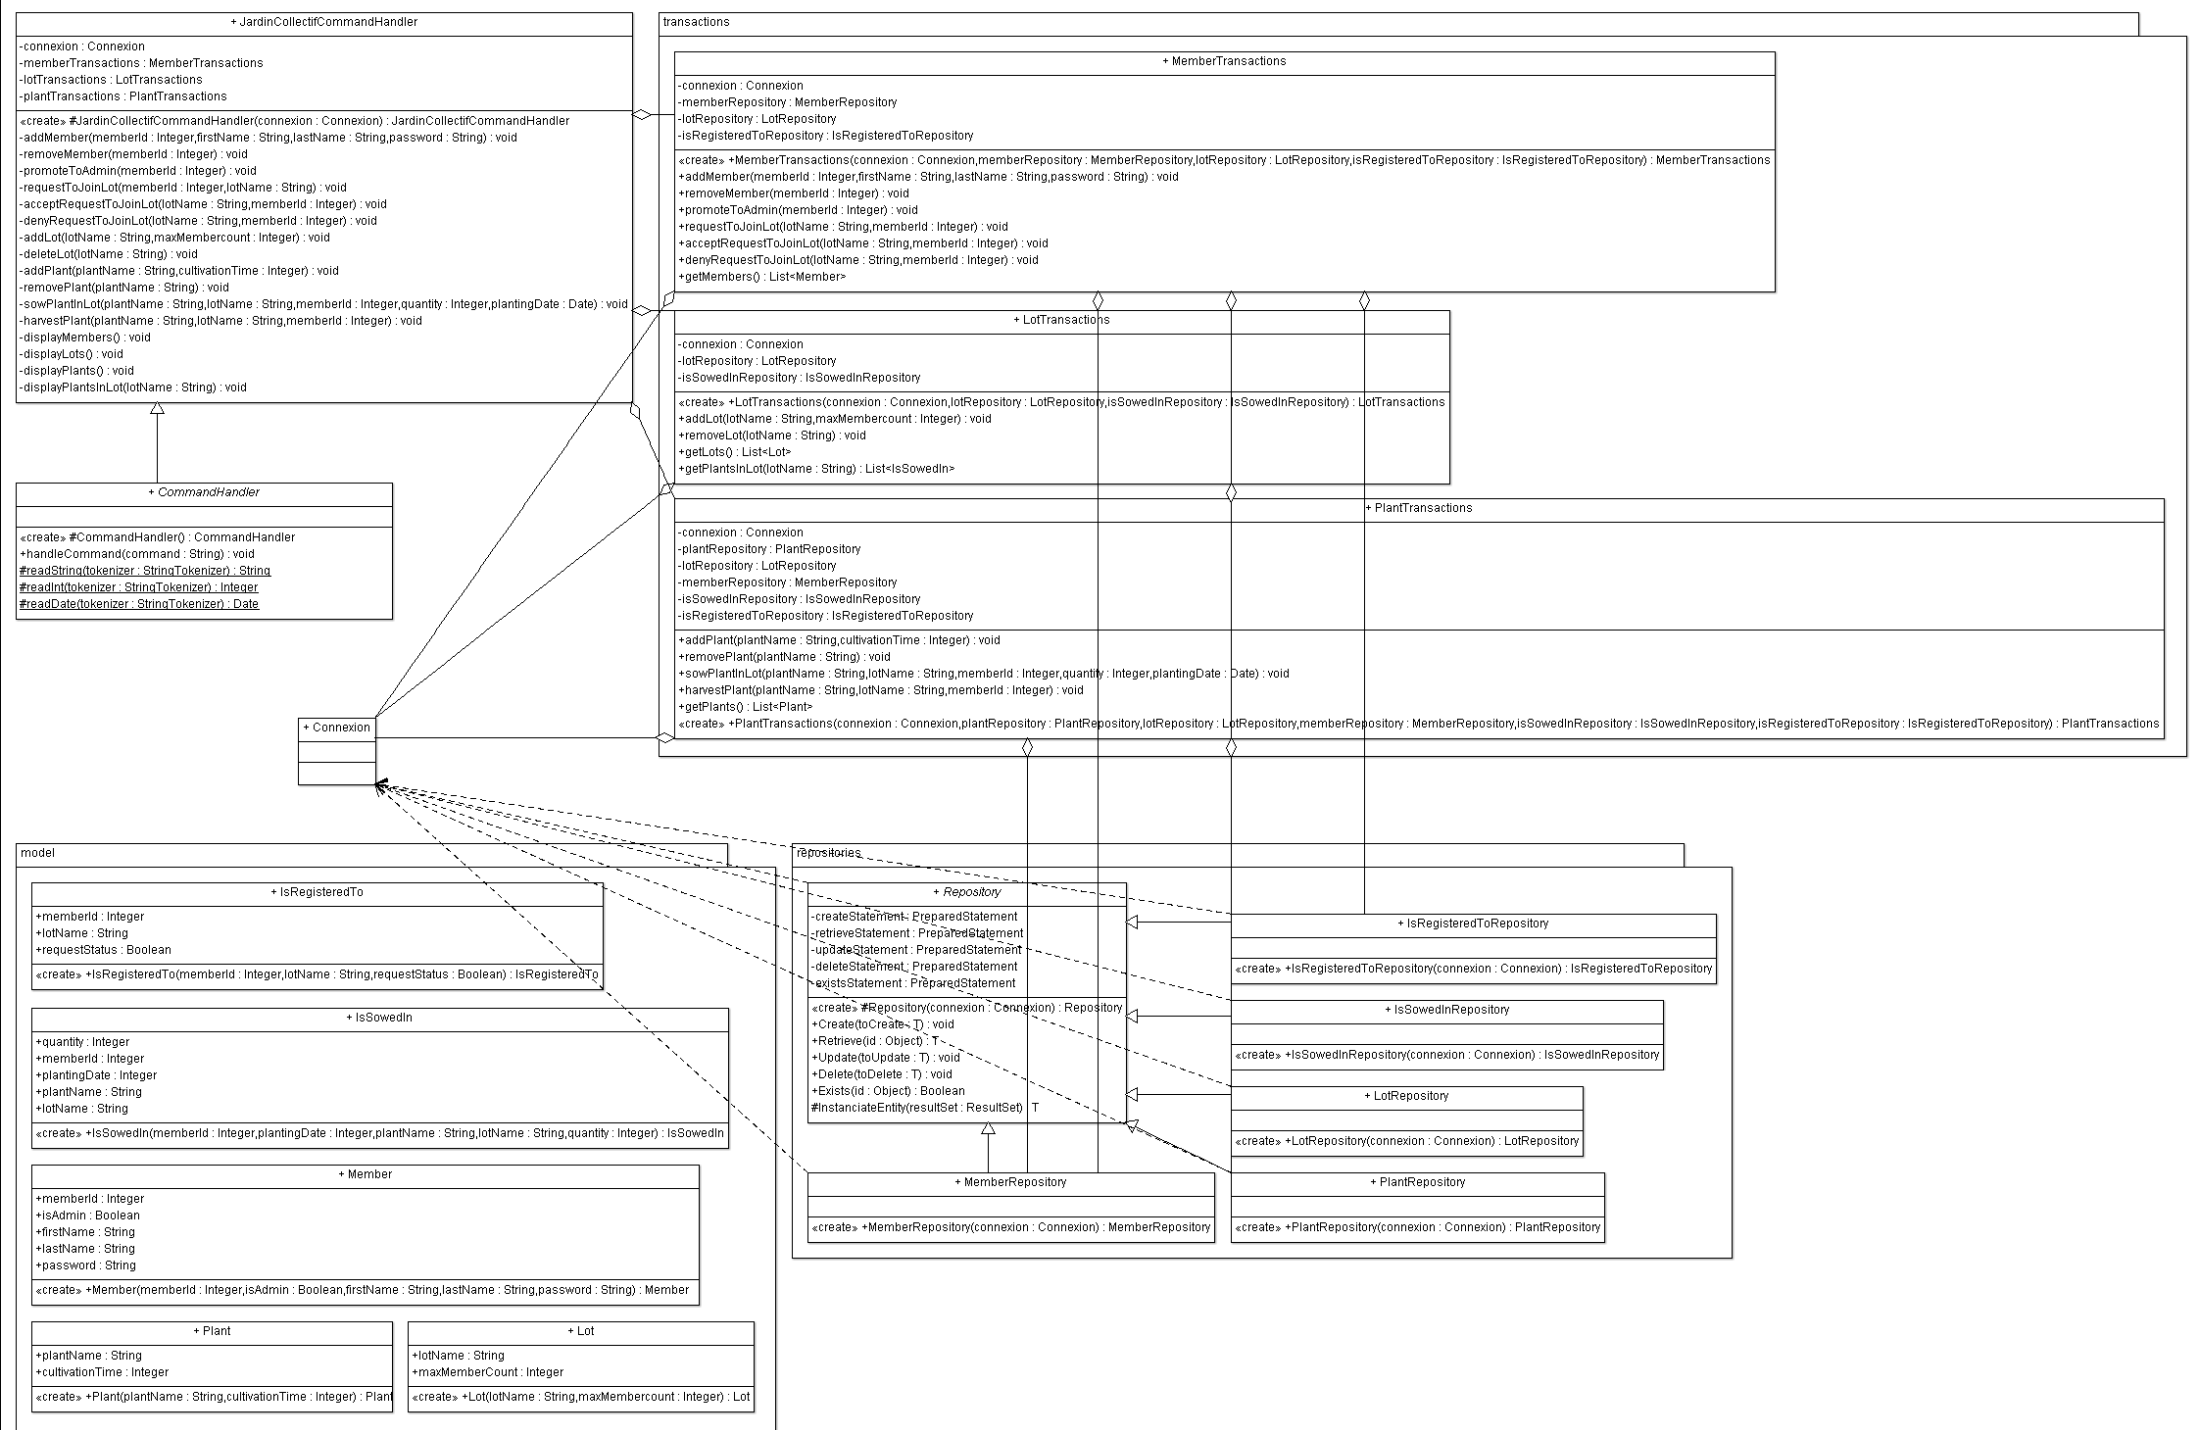 + JardinCollectifCommandHandler
-connexion : Connexion
-memberTransactions : MemberTransactions
-lotTransactions : LotTransactions
-plantTransactions : PlantTransactions
«create» #JardinCollectifCommandHandler(connexion : Connexion) : JardinCollectifCommandHandler
-addMember(memberId : Integer,firstName : String,lastName : String,password : String) : void
-removeMember(memberId : Integer) : void
-promoteToAdmin(memberId : Integer) : void
-requestToJoinLot(memberId : Integer,lotName : String) : void
-acceptRequestToJoinLot(lotName : String,memberId : Integer) : void
-denyRequestToJoinLot(lotName : String,memberId : Integer) : void
-addLot(lotName : String,maxMembercount : Integer) : void
-deleteLot(lotName : String) : void
-addPlant(plantName : String,cultivationTime : Integer) : void
-removePlant(plantName : String) : void
-sowPlantInLot(plantName : String,lotName : String,memberId : Integer,quantity : Integer,plantingDate : Date) : void
-harvestPlant(plantName : String,lotName : String,memberId : Integer) : void
-displayMembers() : void
-displayLots() : void
-displayPlants() : void
-displayPlantsInLot(lotName : String) : void
+ CommandHandler
«create» #CommandHandler() : CommandHandler
+handleCommand(command : String) : void
#readString(tokenizer : StringTokenizer) : String
#readInt(tokenizer : StringTokenizer) : Integer
#readDate(tokenizer : StringTokenizer) : Date
+ Connexion
transactions
+ MemberTransactions
-connexion : Connexion
-memberRepository : MemberRepository
-lotRepository : LotRepository
-isRegisteredToRepository : IsRegisteredToRepository
«create» +MemberTransactions(connexion : Connexion,memberRepository : MemberRepository,lotRepository : LotRepository,isRegisteredToRepository : IsRegisteredToRepository) : MemberTransactions
+addMember(memberId : Integer,firstName : String,lastName : String,password : String) : void
+removeMember(memberId : Integer) : void
+promoteToAdmin(memberId : Integer) : void
+requestToJoinLot(lotName : String,memberId : Integer) : void
+acceptRequestToJoinLot(lotName : String,memberId : Integer) : void
+denyRequestToJoinLot(lotName : String,memberId : Integer) : void
+getMembers() : List<Member>
+ LotTransactions
-connexion : Connexion
-lotRepository : LotRepository
-isSowedInRepository : IsSowedInRepository
«create» +LotTransactions(connexion : Connexion,lotRepository : LotRepository,isSowedInRepository : IsSowedInRepository) : LotTransactions
+addLot(lotName : String,maxMembercount : Integer) : void
+removeLot(lotName : String) : void
+getLots() : List<Lot>
+getPlantsInLot(lotName : String) : List<IsSowedIn>
+ PlantTransactions
-connexion : Connexion
-plantRepository : PlantRepository
-lotRepository : LotRepository
-memberRepository : MemberRepository
-isSowedInRepository : IsSowedInRepository
-isRegisteredToRepository : IsRegisteredToRepository
+addPlant(plantName : String,cultivationTime : Integer) : void
+removePlant(plantName : String) : void
+sowPlantInLot(plantName : String,lotName : String,memberId : Integer,quantity : Integer,plantingDate : Date) : void
+harvestPlant(plantName : String,lotName : String,memberId : Integer) : void
+getPlants() : List<Plant>
«create» +PlantTransactions(connexion : Connexion,plantRepository : PlantRepository,lotRepository : LotRepository,memberRepository : MemberRepository,isSowedInRepository : IsSowedInRepository,isRegisteredToRepository : IsRegisteredToRepository) : PlantTransactions
model
+ IsRegisteredTo
+memberId : Integer
+lotName : String
+requestStatus : Boolean
«create» +IsRegisteredTo(memberId : Integer,lotName : String,requestStatus : Boolean) : IsRegisteredTo
+ IsSowedIn
+quantity : Integer
+memberId : Integer
+plantingDate : Integer
+plantName : String
+lotName : String
«create» +IsSowedIn(memberId : Integer,plantingDate : Integer,plantName : String,lotName : String,quantity : Integer) : IsSowedIn
+ Member
+memberId : Integer
+isAdmin : Boolean
+firstName : String
+lastName : String
+password : String
«create» +Member(memberId : Integer,isAdmin : Boolean,firstName : String,lastName : String,password : String) : Member
+ Plant
+plantName : String
+cultivationTime : Integer
«create» +Plant(plantName : String,cultivationTime : Integer) : Plant
+ Lot
+lotName : String
+maxMemberCount : Integer
«create» +Lot(lotName : String,maxMembercount : Integer) : Lot
repositories
+ Repository
-createStatement : PreparedStatement
-retrieveStatement : PreparedStatement
-updateStatement : PreparedStatement
-deleteStatement : PreparedStatement
-existsStatement : PreparedStatement
«create» #Repository(connexion : Connexion) : Repository
+Create(toCreate : T) : void
+Retrieve(id : Object) : T
+Update(toUpdate : T) : void
+Delete(toDelete : T) : void
+Exists(id : Object) : Boolean
#InstanciateEntity(resultSet : ResultSet) : T
+ IsRegisteredToRepository
«create» +IsRegisteredToRepository(connexion : Connexion) : IsRegisteredToRepository
+ IsSowedInRepository
«create» +IsSowedInRepository(connexion : Connexion) : IsSowedInRepository
+ LotRepository
«create» +LotRepository(connexion : Connexion) : LotRepository
+ MemberRepository
«create» +MemberRepository(connexion : Connexion) : MemberRepository
+ PlantRepository
«create» +PlantRepository(connexion : Connexion) : PlantRepository